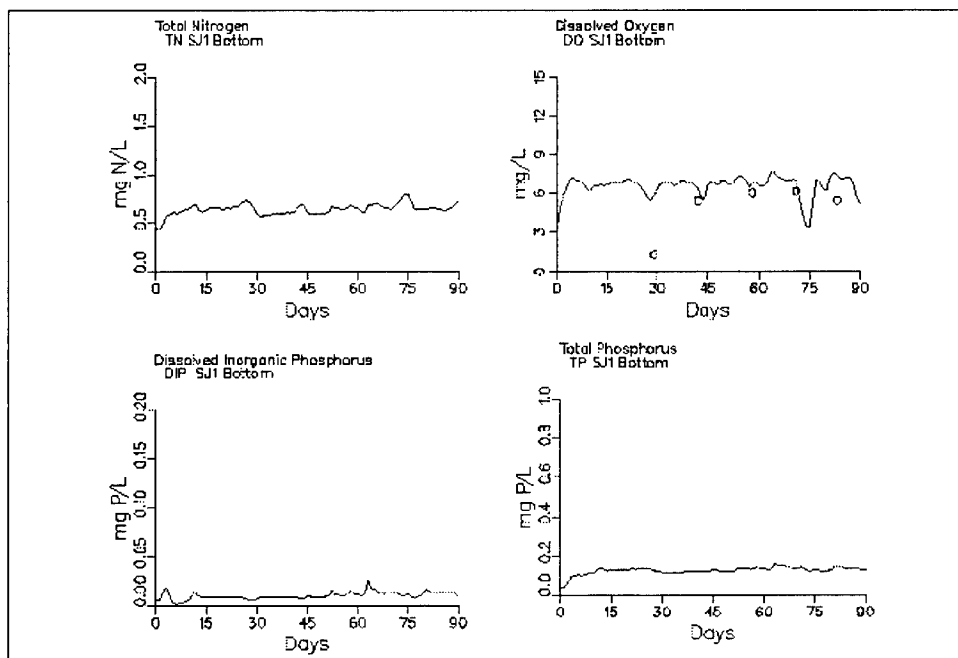 Total Nitrogen
TN SJ1 Bottom
2.0
1.5
1.0
0.5
0.0
mg N/L
0 15 30 45 60 75 90
Days
Dissolved Oxygen
DO SJ1 Bottom
15
12
9
6
3
0
mg/L
0 15 30 45 60 75 90
Days
Dissolved Inorganic Phosphorus
DIP SJ1 Bottom
0.20
0.15
0.10
0.05
0.00
mg P/L
0 15 30 45 60 75 90
Days
Total Phosphorus
TP SJ1 Bottom
1.0
0.8
0.6
0.4
0.2
0.0
mg P/L
0 15 30 45 60 75 90
Days